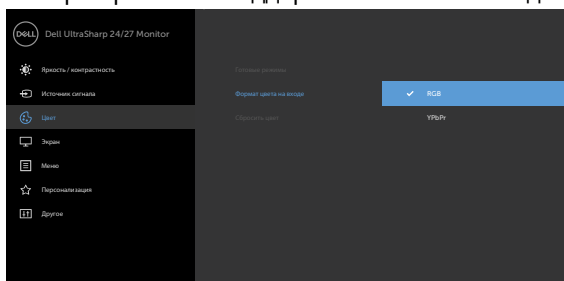 DELL Dell UltraSharp 24/27 Monitor
Яркость / контрастность
Готовые режимы
Источник сигнала
Формат цвета на входе
RGB
Цвет
Сбросить цвет
YPbPr
Экран
Меню
Персонализация
Другое